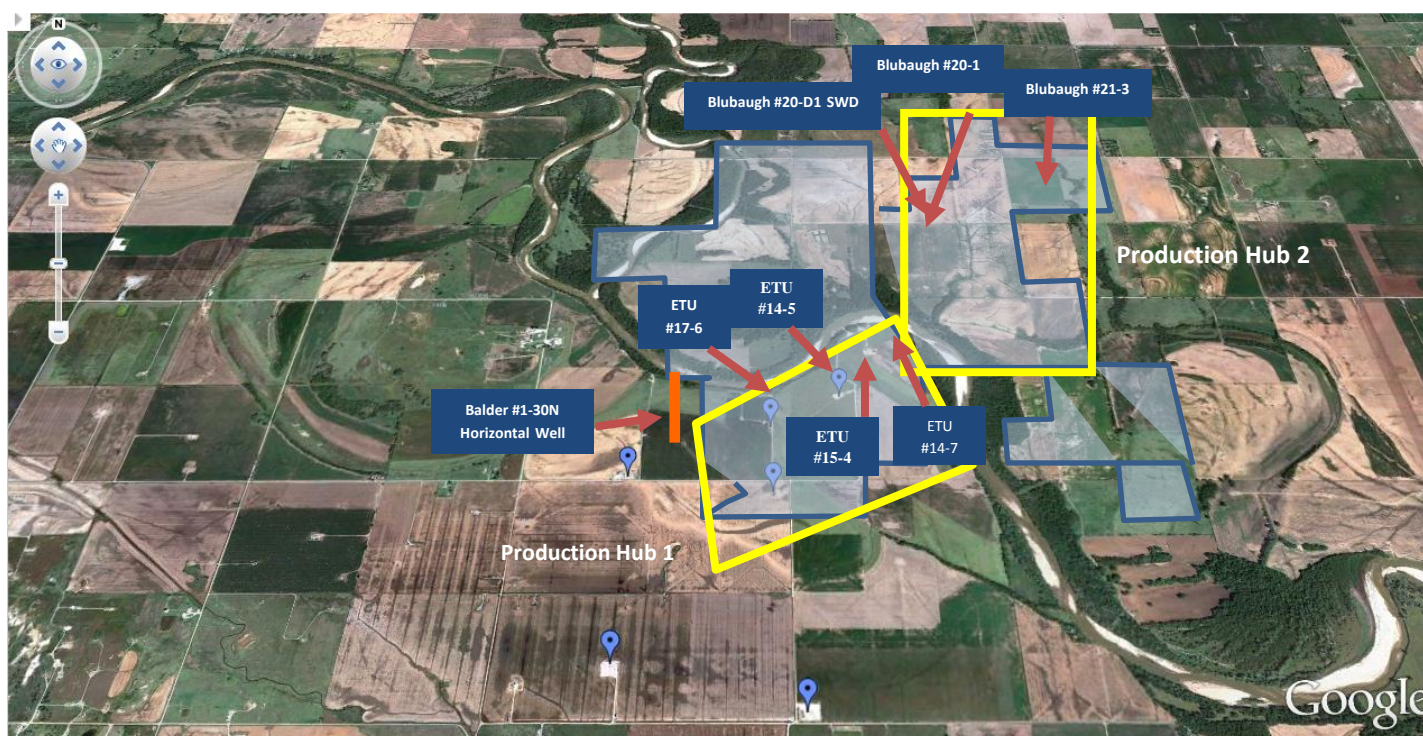 N
Blubaugh #20-1
Blubaugh #20-D1 SWD
Blubaugh #21-3
Production Hub 2
ETU
#14-5
ETU
#17-6
Balder #1-30N
Horizontal Well
ETU
#15-4
ETU
#14-7
Production Hub 1
Google